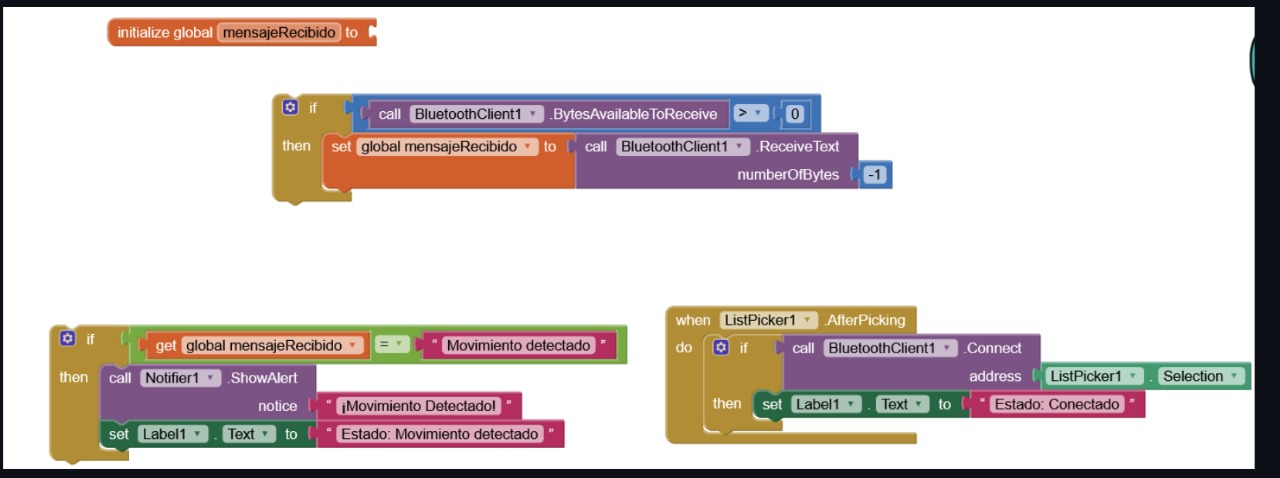 initialize global mensajeRecibido to
if call BluetoothClient1 .BytesAvailableToReceive > 0
then set global mensajeRecibido to call BluetoothClient1 .ReceiveText
numberOfBytes -1
if get global mensajeRecibido = " Movimiento detectado "
then call Notifier1 .ShowAlert
notice " ¡Movimiento Detectado! "
set Label1 . Text to " Estado: Movimiento detectado "
when ListPicker1 .AfterPicking
do if call BluetoothClient1 .Connect
address ListPicker1 . Selection
then set Label1 . Text to " Estado: Conectado "